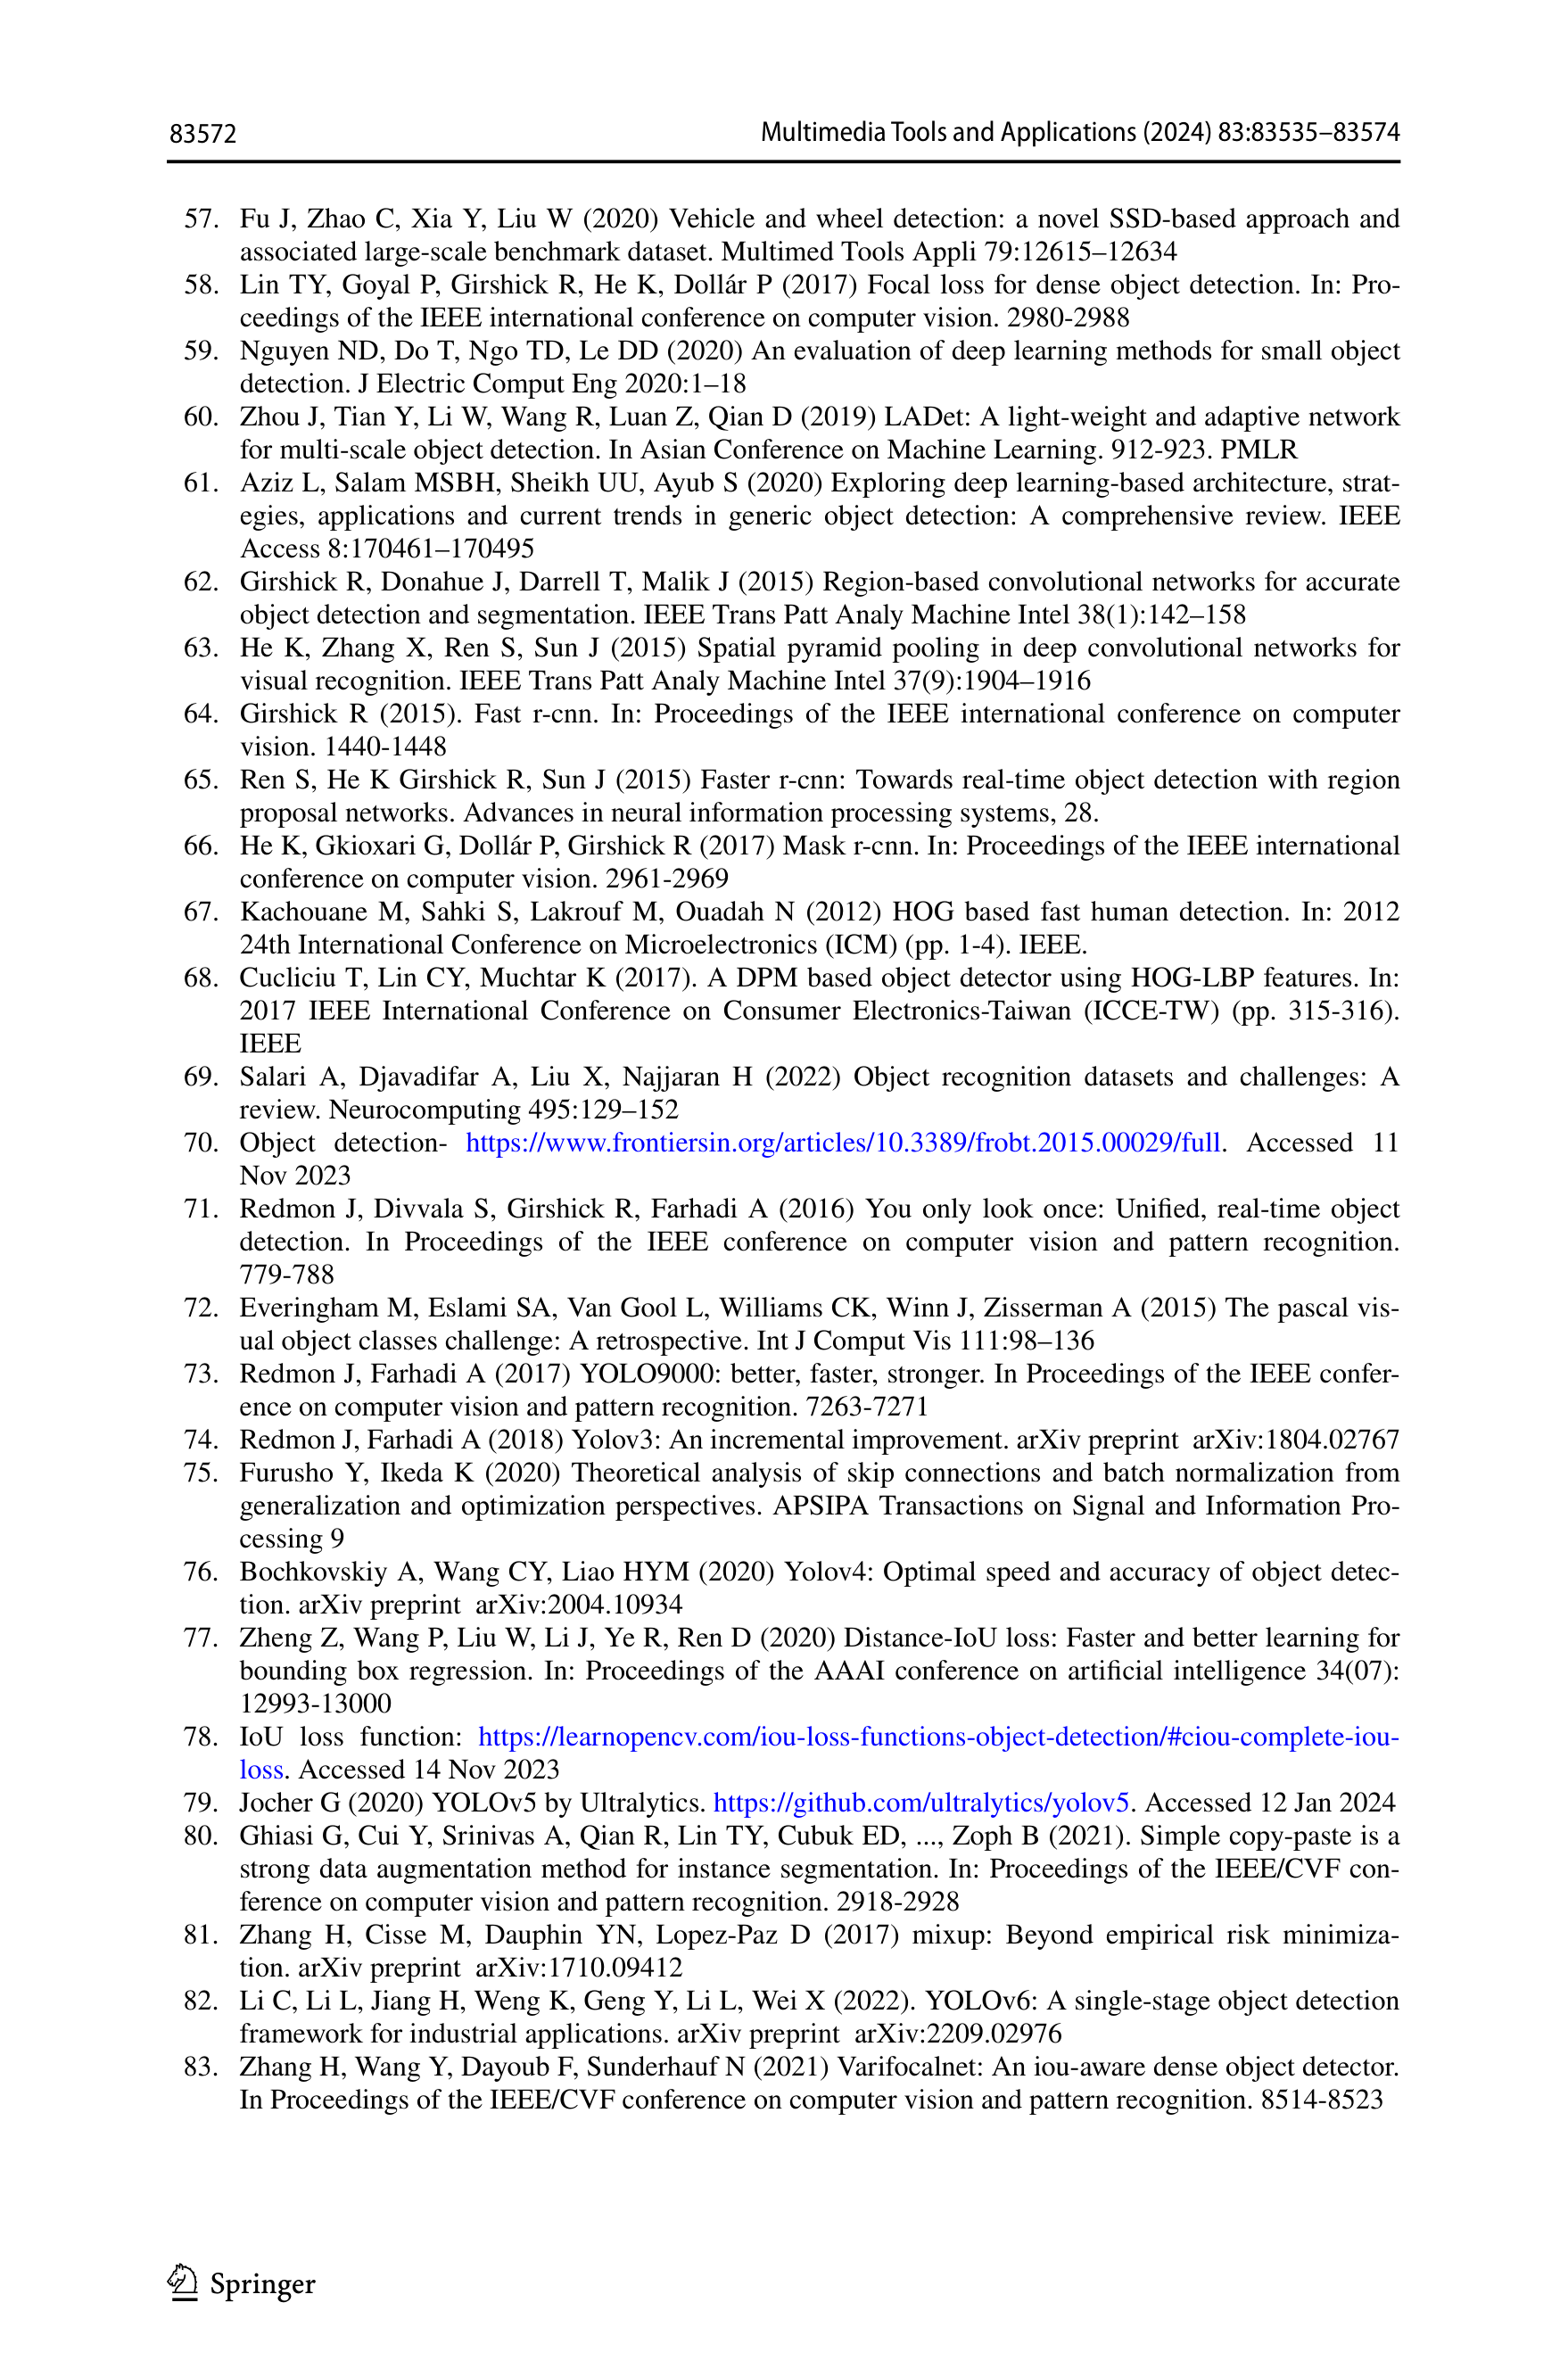 83572
Multimedia Tools and Applications (2024) 83:83535–83574
57. Fu J, Zhao C, Xia Y, Liu W (2020) Vehicle and wheel detection: a novel SSD-based approach and
associated large-scale benchmark dataset. Multimed Tools Appli 79:12615–12634
58. Lin TY, Goyal P, Girshick R, He K, Dollár P (2017) Focal loss for dense object detection. In: Pro-
ceedings of the IEEE international conference on computer vision. 2980-2988
59. Nguyen ND, Do T, Ngo TD, Le DD (2020) An evaluation of deep learning methods for small object
detection. J Electric Comput Eng 2020:1–18
60. Zhou J, Tian Y, Li W, Wang R, Luan Z, Qian D (2019) LADet: A light-weight and adaptive network
for multi-scale object detection. In Asian Conference on Machine Learning. 912-923. PMLR
61. Aziz L, Salam MSBH, Sheikh UU, Ayub S (2020) Exploring deep learning-based architecture, strat-
egies, applications and current trends in generic object detection: A comprehensive review. IEEE
Access 8:170461–170495
62. Girshick R, Donahue J, Darrell T, Malik J (2015) Region-based convolutional networks for accurate
object detection and segmentation. IEEE Trans Patt Analy Machine Intel 38(1):142–158
63. He K, Zhang X, Ren S, Sun J (2015) Spatial pyramid pooling in deep convolutional networks for
visual recognition. IEEE Trans Patt Analy Machine Intel 37(9):1904–1916
64. Girshick R (2015). Fast r-cnn. In: Proceedings of the IEEE international conference on computer
vision. 1440-1448
65. Ren S, He K Girshick R, Sun J (2015) Faster r-cnn: Towards real-time object detection with region
proposal networks. Advances in neural information processing systems, 28.
66. He K, Gkioxari G, Dollár P, Girshick R (2017) Mask r-cnn. In: Proceedings of the IEEE international
conference on computer vision. 2961-2969
67. Kachouane M, Sahki S, Lakrouf M, Ouadah N (2012) HOG based fast human detection. In: 2012
24th International Conference on Microelectronics (ICM) (pp. 1-4). IEEE.
68. Cucliciu T, Lin CY, Muchtar K (2017). A DPM based object detector using HOG-LBP features. In:
2017 IEEE International Conference on Consumer Electronics-Taiwan (ICCE-TW) (pp. 315-316).
IEEE
69. Salari A, Djavadifar A, Liu X, Najjaran H (2022) Object recognition datasets and challenges: A
review. Neurocomputing 495:129–152
70. Object detection- https://www.frontiersin.org/articles/10.3389/frobt.2015.00029/full. Accessed 11
Nov 2023
71. Redmon J, Divvala S, Girshick R, Farhadi A (2016) You only look once: Unified, real-time object
detection. In Proceedings of the IEEE conference on computer vision and pattern recognition.
779-788
72. Everingham M, Eslami SA, Van Gool L, Williams CK, Winn J, Zisserman A (2015) The pascal vis-
ual object classes challenge: A retrospective. Int J Comput Vis 111:98–136
73. Redmon J, Farhadi A (2017) YOLO9000: better, faster, stronger. In Proceedings of the IEEE confer-
ence on computer vision and pattern recognition. 7263-7271
74. Redmon J, Farhadi A (2018) Yolov3: An incremental improvement. arXiv preprint arXiv:1804.02767
75. Furusho Y, Ikeda K (2020) Theoretical analysis of skip connections and batch normalization from
generalization and optimization perspectives. APSIPA Transactions on Signal and Information Pro-
cessing 9
76. Bochkovskiy A, Wang CY, Liao HYM (2020) Yolov4: Optimal speed and accuracy of object detec-
tion. arXiv preprint arXiv:2004.10934
77. Zheng Z, Wang P, Liu W, Li J, Ye R, Ren D (2020) Distance-IoU loss: Faster and better learning for
bounding box regression. In: Proceedings of the AAAI conference on artificial intelligence 34(07):
12993-13000
78. IoU loss function: https://learnopencv.com/iou-loss-functions-object-detection/#ciou-complete-iou-
loss. Accessed 14 Nov 2023
79. Jocher G (2020) YOLOv5 by Ultralytics. https://github.com/ultralytics/yolov5. Accessed 12 Jan 2024
80. Ghiasi G, Cui Y, Srinivas A, Qian R, Lin TY, Cubuk ED, ..., Zoph B (2021). Simple copy-paste is a
strong data augmentation method for instance segmentation. In: Proceedings of the IEEE/CVF con-
ference on computer vision and pattern recognition. 2918-2928
81. Zhang H, Cisse M, Dauphin YN, Lopez-Paz D (2017) mixup: Beyond empirical risk minimiza-
tion. arXiv preprint arXiv:1710.09412
82. Li C, Li L, Jiang H, Weng K, Geng Y, Li L, Wei X (2022). YOLOv6: A single-stage object detection
framework for industrial applications. arXiv preprint arXiv:2209.02976
83. Zhang H, Wang Y, Dayoub F, Sunderhauf N (2021) Varifocalnet: An iou-aware dense object detector.
In Proceedings of the IEEE/CVF conference on computer vision and pattern recognition. 8514-8523
Springer